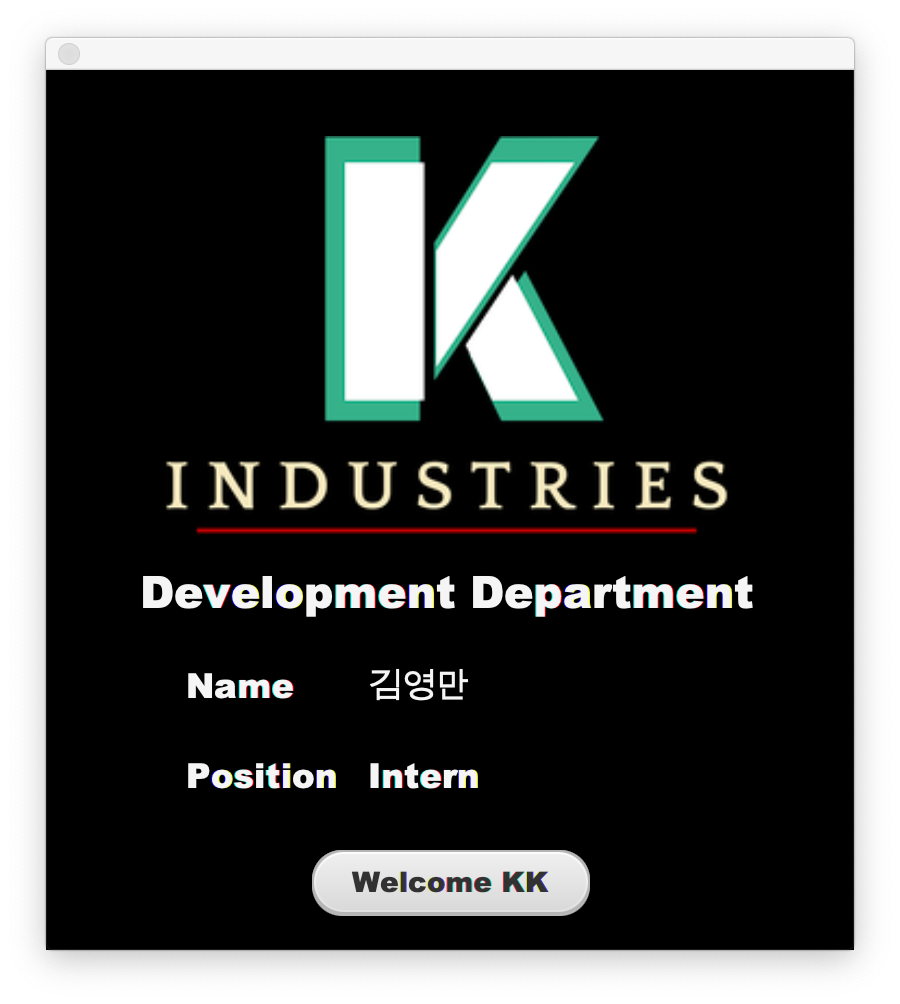 K
INDUSTRIES
Development Department
Name 김영만
Position Intern
Welcome KK